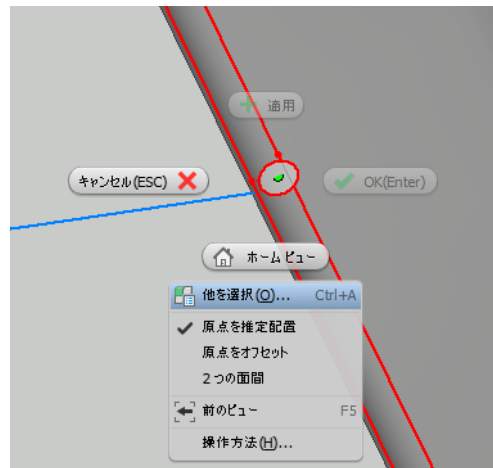 適用
キャンセル(ESC)
OK(Enter)
ホームビュー
他を選択(O)... Ctrl+A
原点を推定配置
原点をオフセット
2つの面間
前のビュー F5
操作方法(H)...